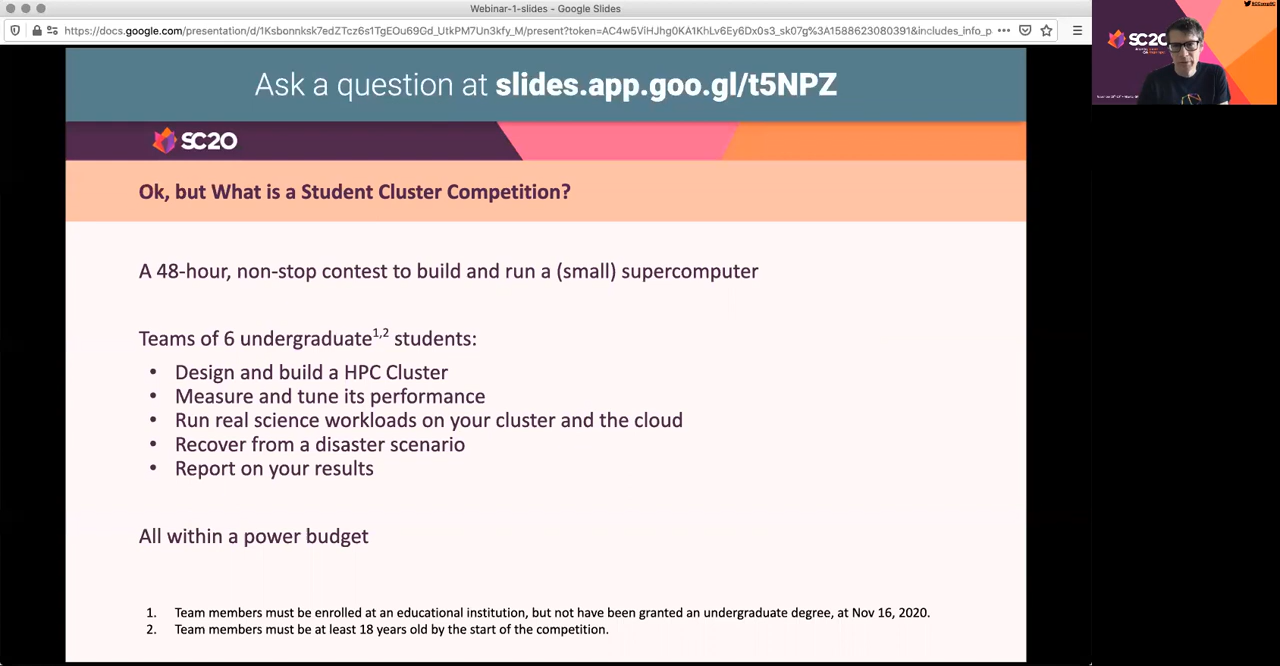 Webinar-1-slides - Google Slides
https://docs.google.com/presentation/d/1Ksbonnksk7edZTcz6s1TgEOu69Gd_UtkPM7Un3kfy_M/present?token=AC4w5ViHJhg0KA1KhLv6Ey6Dx0s3_sk07g%3A1588623080391&includes_info_p
Ask a question at slides.app.goo.gl/t5NPZ
SC20
SC20
Ok, but What is a Student Cluster Competition?
A 48-hour, non-stop contest to build and run a (small) supercomputer
Teams of 6 undergraduate1,2 students:
• Design and build a HPC Cluster
• Measure and tune its performance
• Run real science workloads on your cluster and the cloud
• Recover from a disaster scenario
• Report on your results
All within a power budget
1. Team members must be enrolled at an educational institution, but not have been granted an undergraduate degree, at Nov 16, 2020.
2. Team members must be at least 18 years old by the start of the competition.